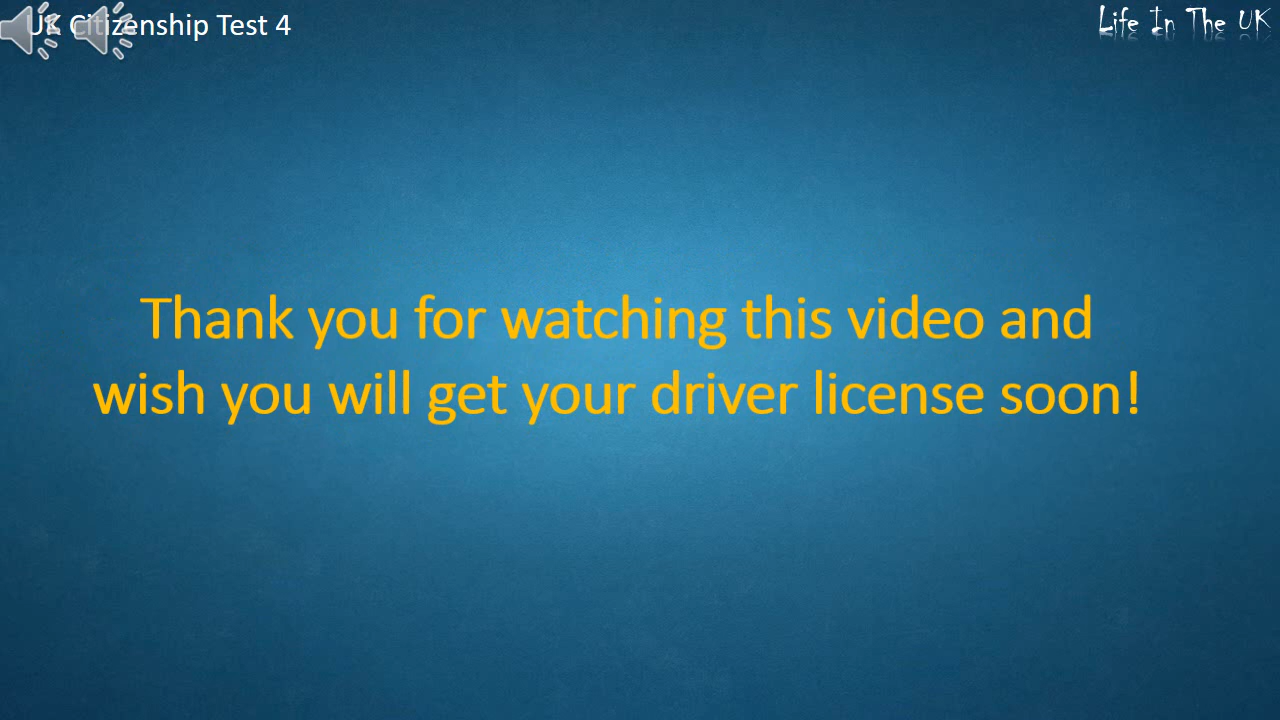 UK Citizenship Test 4
Life In The UK
Thank you for watching this video and
wish you will get your driver license soon!